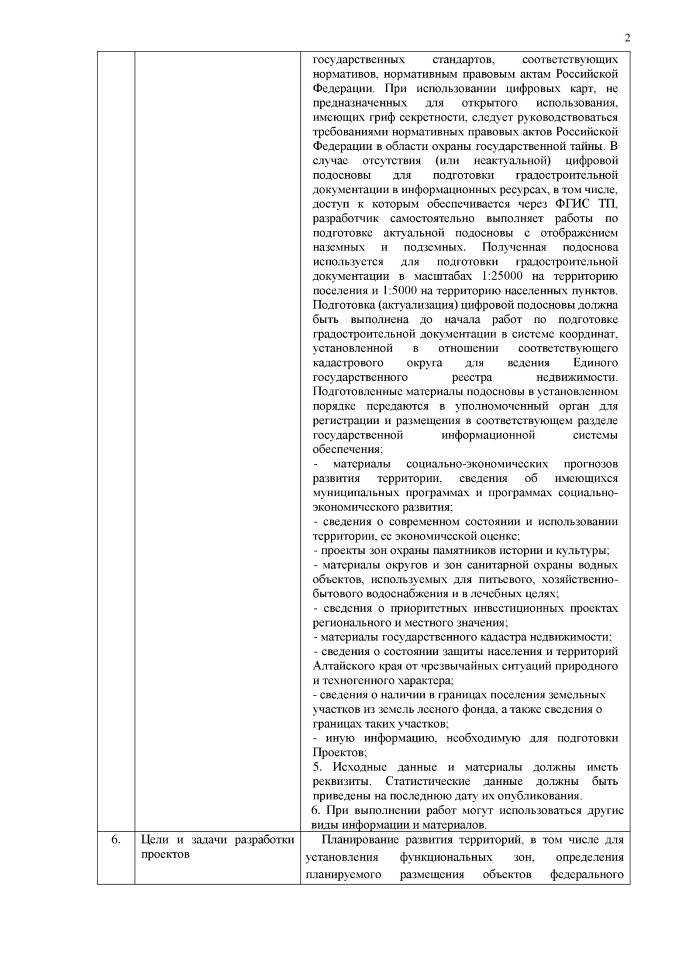 2
государственных стандартов, соответствующих
нормативов, нормативным правовым актам Российской
Федерации. При использовании цифровых карт, не
предназначенных для открытого использования,
имеющих гриф секретности, следует руководствоваться
требованиями нормативных правовых актов Российской
Федерации в области охраны государственной тайны. В
случае отсутствия (или неактуальной) цифровой
подосновы для подготовки градостроительной
документации в информационных ресурсах, в том числе,
доступ к которым обеспечивается через ФГИС ТП,
разработчик самостоятельно выполняет работы по
подготовке актуальной подосновы с отображением
наземных и подземных. Полученная подоснова
используется для подготовки градостроительной
документации в масштабах 1:25000 на территорию
поселения и 1:5000 на территорию населенных пунктов.
Подготовка (актуализация) цифровой подосновы должна
быть выполнена до начала работ по подготовке
градостроительной документации в системе координат,
установленной в отношении соответствующего
кадастрового округа для ведения Единого
государственного реестра недвижимости.
Подготовленные материалы подосновы в установленном
порядке передаются в уполномоченный орган для
регистрации и размещения в соответствующем разделе
государственной информационной системы
обеспечения;
- материалы социально-экономических прогнозов
развития территории, сведения об имеющихся
муниципальных программах и программах социально-
экономического развития;
- сведения о современном состоянии и использовании
территории, ее экономической оценке;
- проекты зон охраны памятников истории и культуры;
- материалы округов и зон санитарной охраны водных
объектов, используемых для питьевого, хозяйственно-
бытового водоснабжения и в лечебных целях;
- сведения о приоритетных инвестиционных проектах
регионального и местного значения;
- материалы государственного кадастра недвижимости;
- сведения о состоянии защиты населения и территорий
Алтайского края от чрезвычайных ситуаций природного
и техногенного характера;
- сведения о наличии в границах поселения земельных
участков из земель лесного фонда, а также сведения о
границах таких участков;
- иную информацию, необходимую для подготовки
Проектов;
5. Исходные данные и материалы должны иметь
реквизиты. Статистические данные должны быть
приведены на последнюю дату их опубликования.
6. При выполнении работ могут использоваться другие
виды информации и материалов.
6. Цели и задачи разработки
проектов
Планирование развития территорий, в том числе для
установления функциональных зон, определения
планируемого размещения объектов федерального